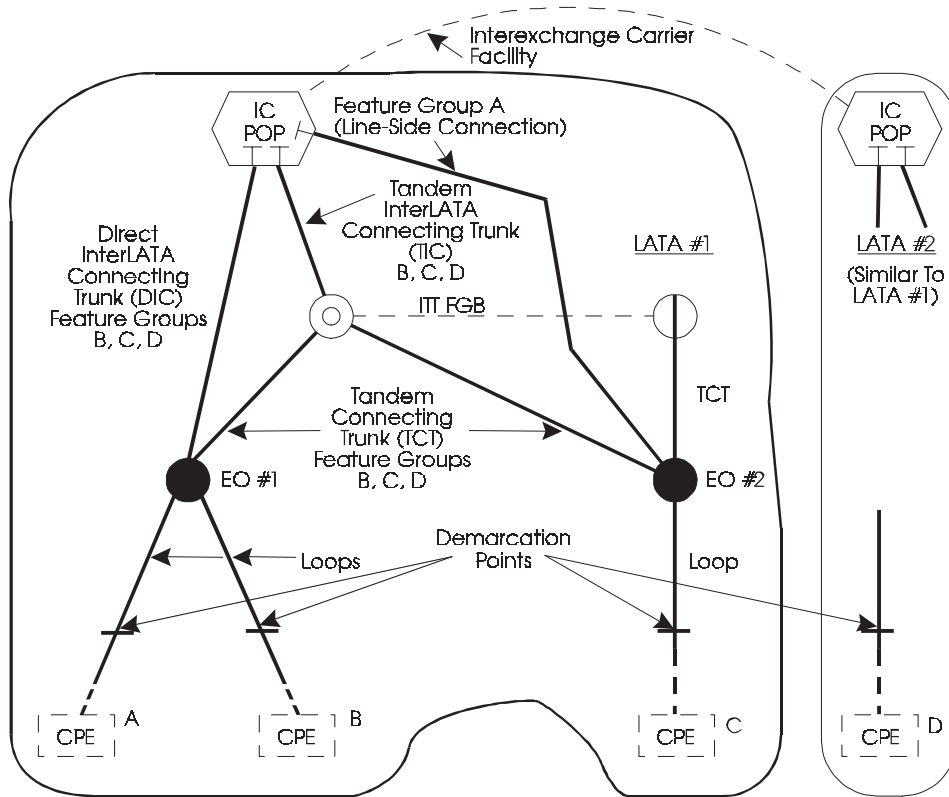 Interexchange Carrier
Facility
IC
POP
Feature Group A
(Line-Side Connection)
IC
POP
Tandem
InterLATA
Connecting Trunk
(TIC)
B, C, D
Direct
InterLATA
Connecting
Trunk (DIC)
Feature Groups
B, C, D
LATA #1
LATA #2
(Similar To
LATA #1)
ITT FGB
TCT
Tandem
Connecting
Trunk (TCT)
Feature Groups
B, C, D
EO #1
EO #2
Loops
Demarcation
Points
Loop
CPE
A
CPE
B
CPE
C
CPE
D